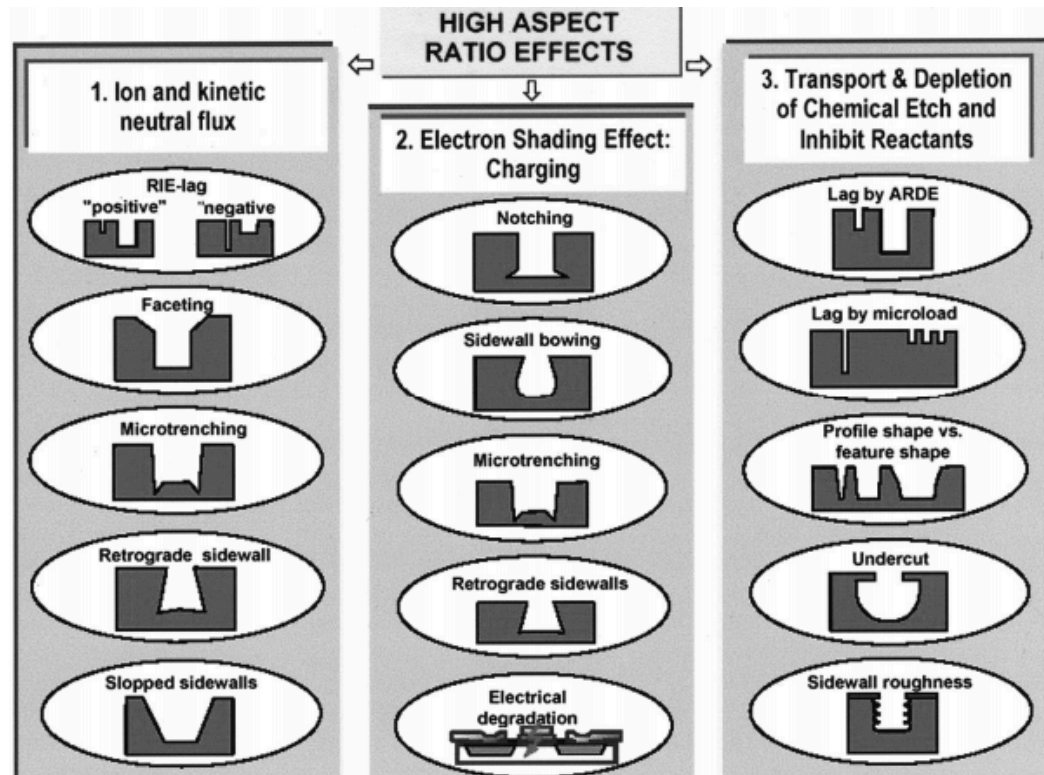 HIGH ASPECT
RATIO EFFECTS
1. Ion and kinetic
neutral flux
RIE-lag
"positive" "negative
Faceting
Microtrenching
Retrograde sidewall
Slopped sidewalls
2. Electron Shading Effect:
Charging
Notching
Sidewall bowing
Microtrenching
Retrograde sidewalls
Electrical
degradation
3. Transport & Depletion
of Chemical Etch and
Inhibit Reactants
Lag by ARDE
Lag by microload
Profile shape vs.
feature shape
Undercut
Sidewall roughness